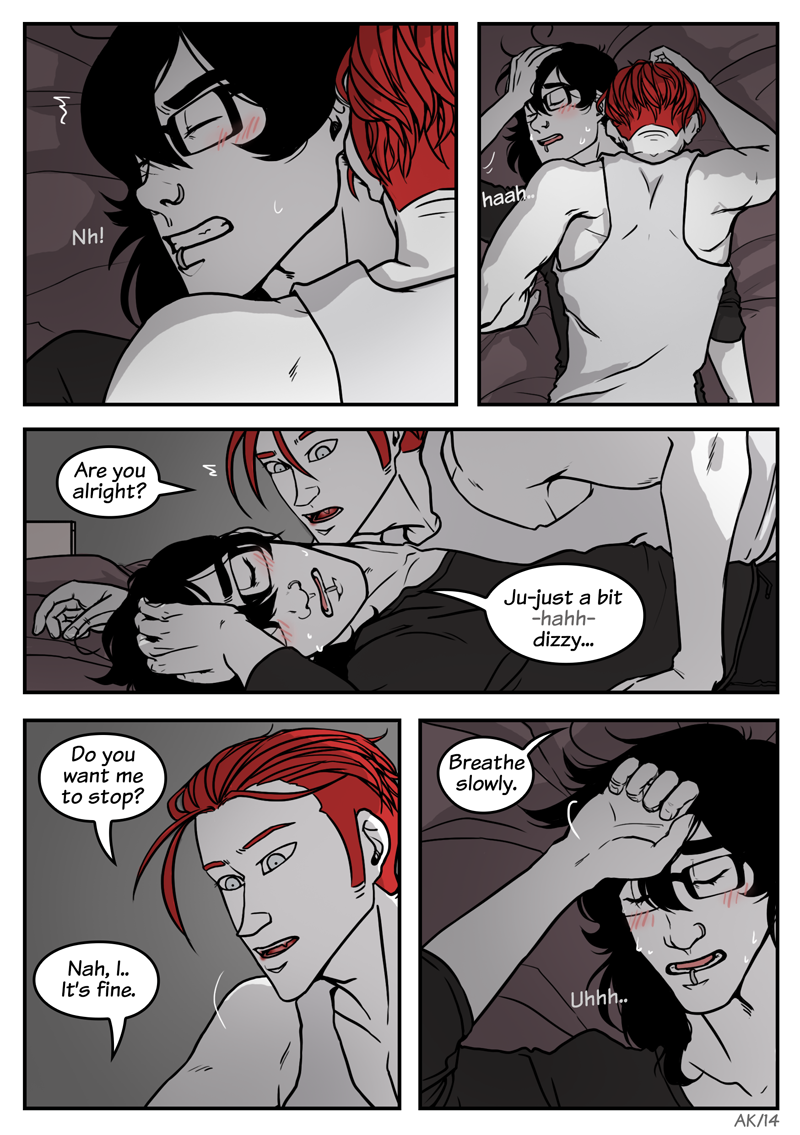 Nh!
haah..
Are you
alright?
Ju-just a bit
-hahh-
dizzy...
Do you
want me
to stop?
Nah, I..
It's fine.
Breathe
slowly.
Uhhh..
AK/14